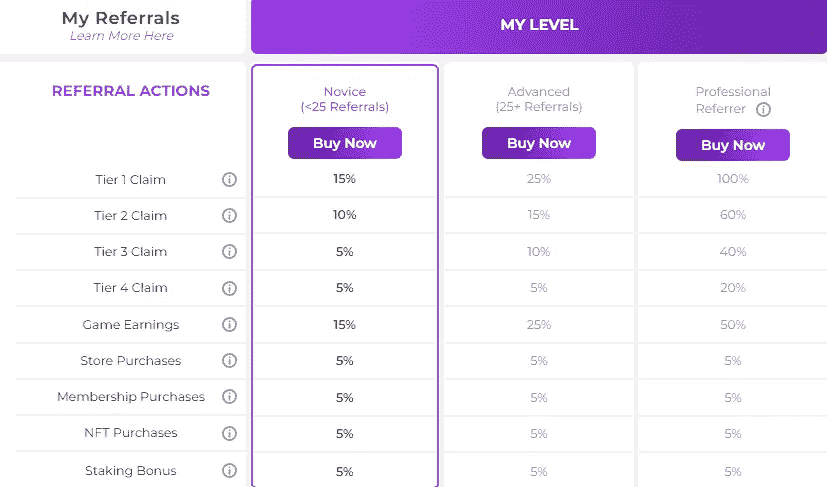 My Referrals
Learn More Here
MY LEVEL
REFERRAL ACTIONS
Novice
(<25 Referrals)
Advanced
(25+ Referrals)
Professional
Referrer
Buy Now Buy Now Buy Now
Tier 1 Claim 15% 25% 100%
Tier 2 Claim 10% 15% 60%
Tier 3 Claim 5% 10% 40%
Tier 4 Claim 5% 5% 20%
Game Earnings 15% 25% 50%
Store Purchases 5% 5% 5%
Membership Purchases 5% 5% 5%
NFT Purchases 5% 5% 5%
Staking Bonus 5% 5% 5%